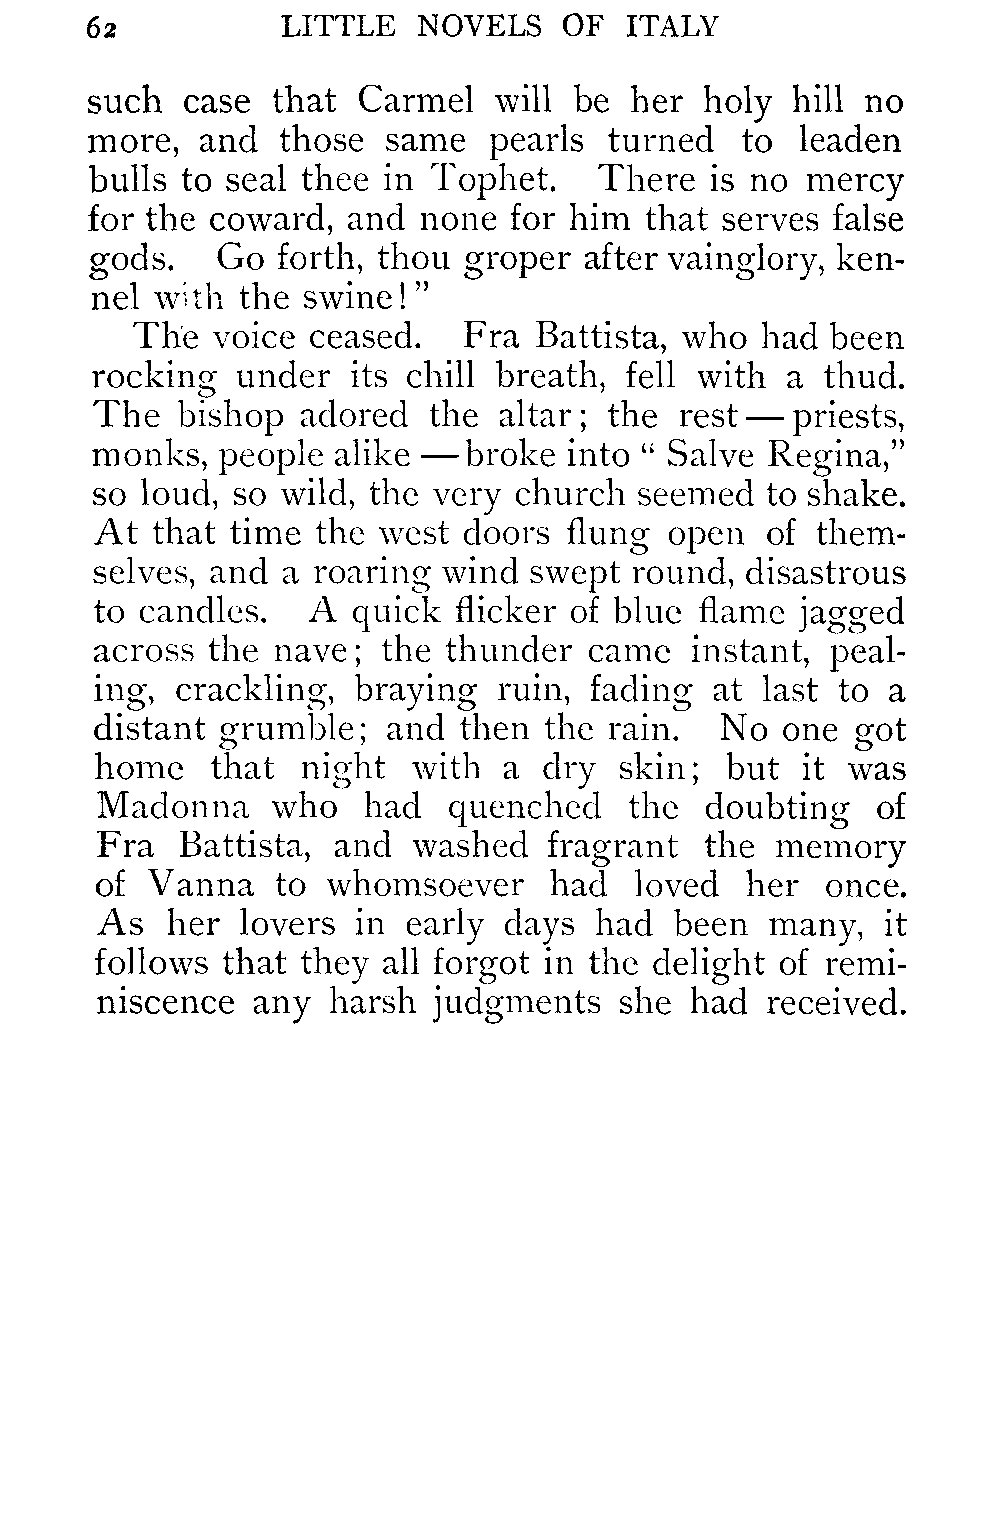 62 LITTLE NOVELS OF ITALY
such case that Carmel will be her holy hill no
more, and those same pearls turned to leaden
bulls to seal thee in Tophet. There is no mercy
for the coward, and none for him that serves false
gods. Go forth, thou groper after vainglory, ken-
nel with the swine!"
The voice ceased. Fra Battista, who had been
rocking under its chill breath, fell with a thud.
The bishop adored the altar; the rest — priests,
monks, people alike — broke into “ Salve Regina,”
so loud, so wild, the very church seemed to shake.
At that time the west doors flung open of them-
selves, and a roaring wind swept round, disastrous
to candles. A quick flicker of blue flame jagged
across the nave; the thunder came instant, peal-
ing, crackling, braying ruin, fading at last to a
distant grumble; and then the rain. No one got
home that night with a dry skin; but it was
Madonna who had quenched the doubting of
Fra Battista, and washed fragrant the memory
of Vanna to whomsoever had loved her once.
As her lovers in early days had been many, it
follows that they all forgot in the delight of remi-
niscence any harsh judgments she had received.